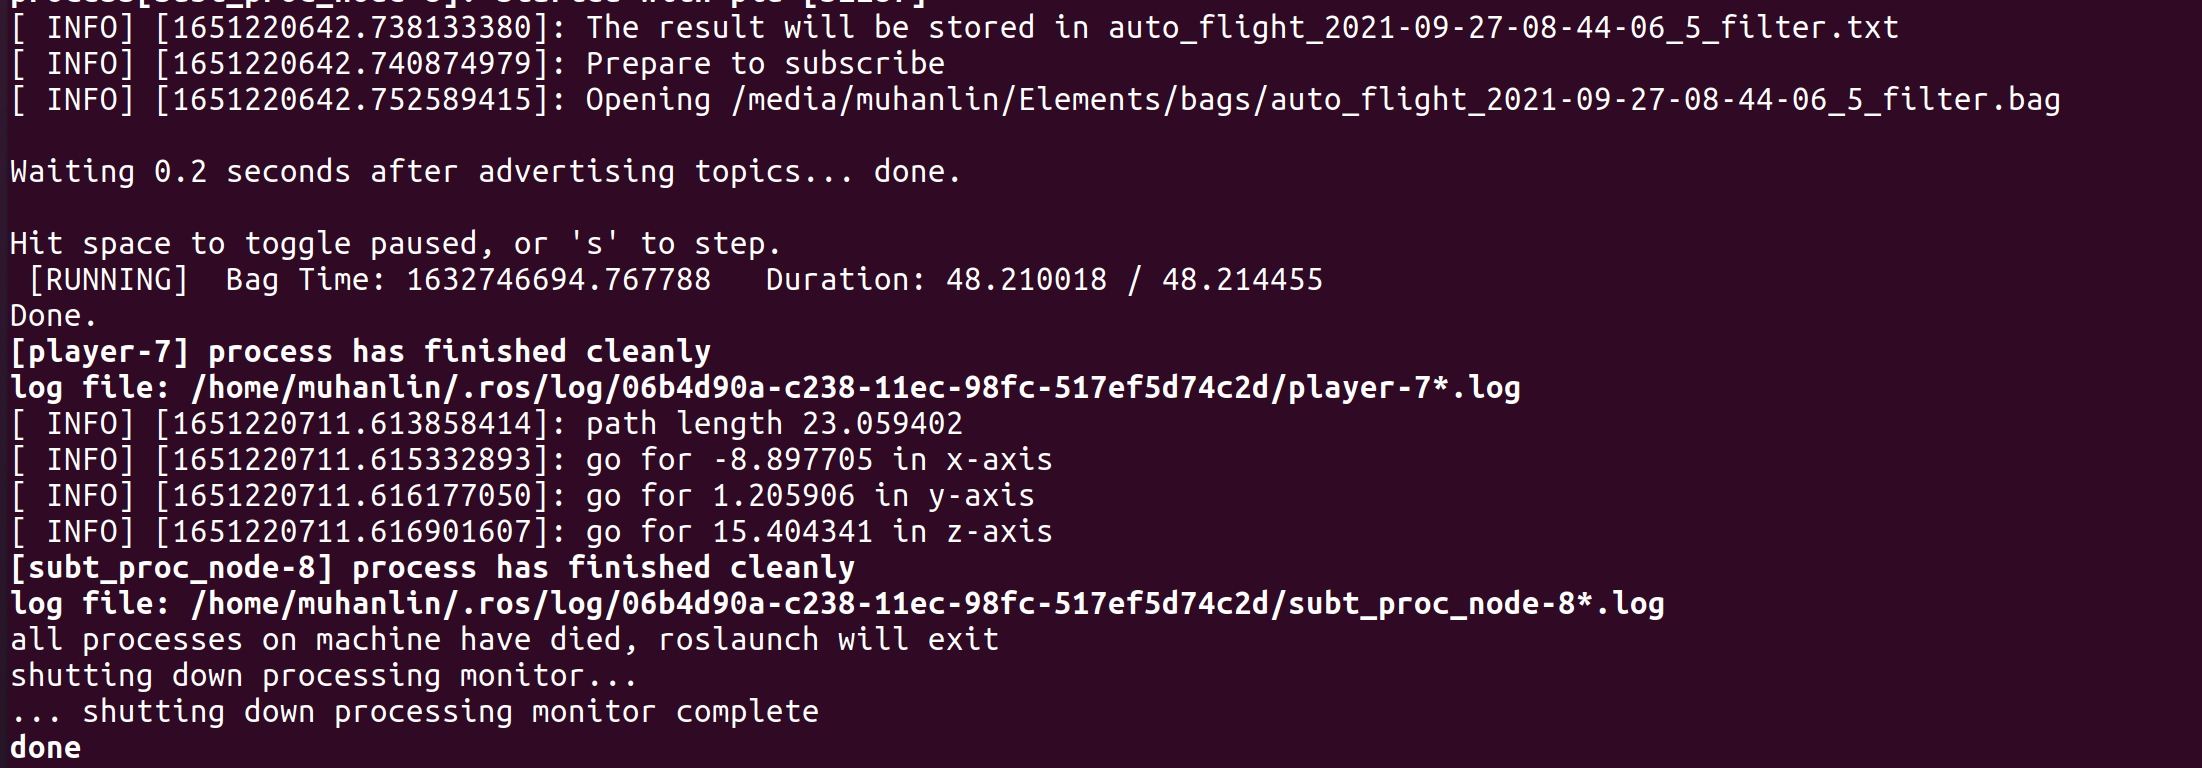 [ INFO] [1651220642.738133380]: The result will be stored in auto_flight_2021-09-27-08-44-06_5_filter.txt
[ INFO] [1651220642.740874979]: Prepare to subscribe
[ INFO] [1651220642.752589415]: Opening /media/muhanlin/Elements/bags/auto_flight_2021-09-27-08-44-06_5_filter.bag
Waiting 0.2 seconds after advertising topics... done.
Hit space to toggle paused, or 's' to step.
[RUNNING]  Bag Time: 1632746694.767788   Duration: 48.210018 / 48.214455
Done.
[player-7] process has finished cleanly
log file: /home/muhanlin/.ros/log/06b4d90a-c238-11ec-98fc-517ef5d74c2d/player-7*.log
[ INFO] [1651220711.613858414]: path length 23.059402
[ INFO] [1651220711.615332893]: go for -8.897705 in x-axis
[ INFO] [1651220711.616177050]: go for 1.205906 in y-axis
[ INFO] [1651220711.616901607]: go for 15.404341 in z-axis
[subt_proc_node-8] process has finished cleanly
log file: /home/muhanlin/.ros/log/06b4d90a-c238-11ec-98fc-517ef5d74c2d/subt_proc_node-8*.log
all processes on machine have died, roslaunch will exit
shutting down processing monitor...
... shutting down processing monitor complete
done